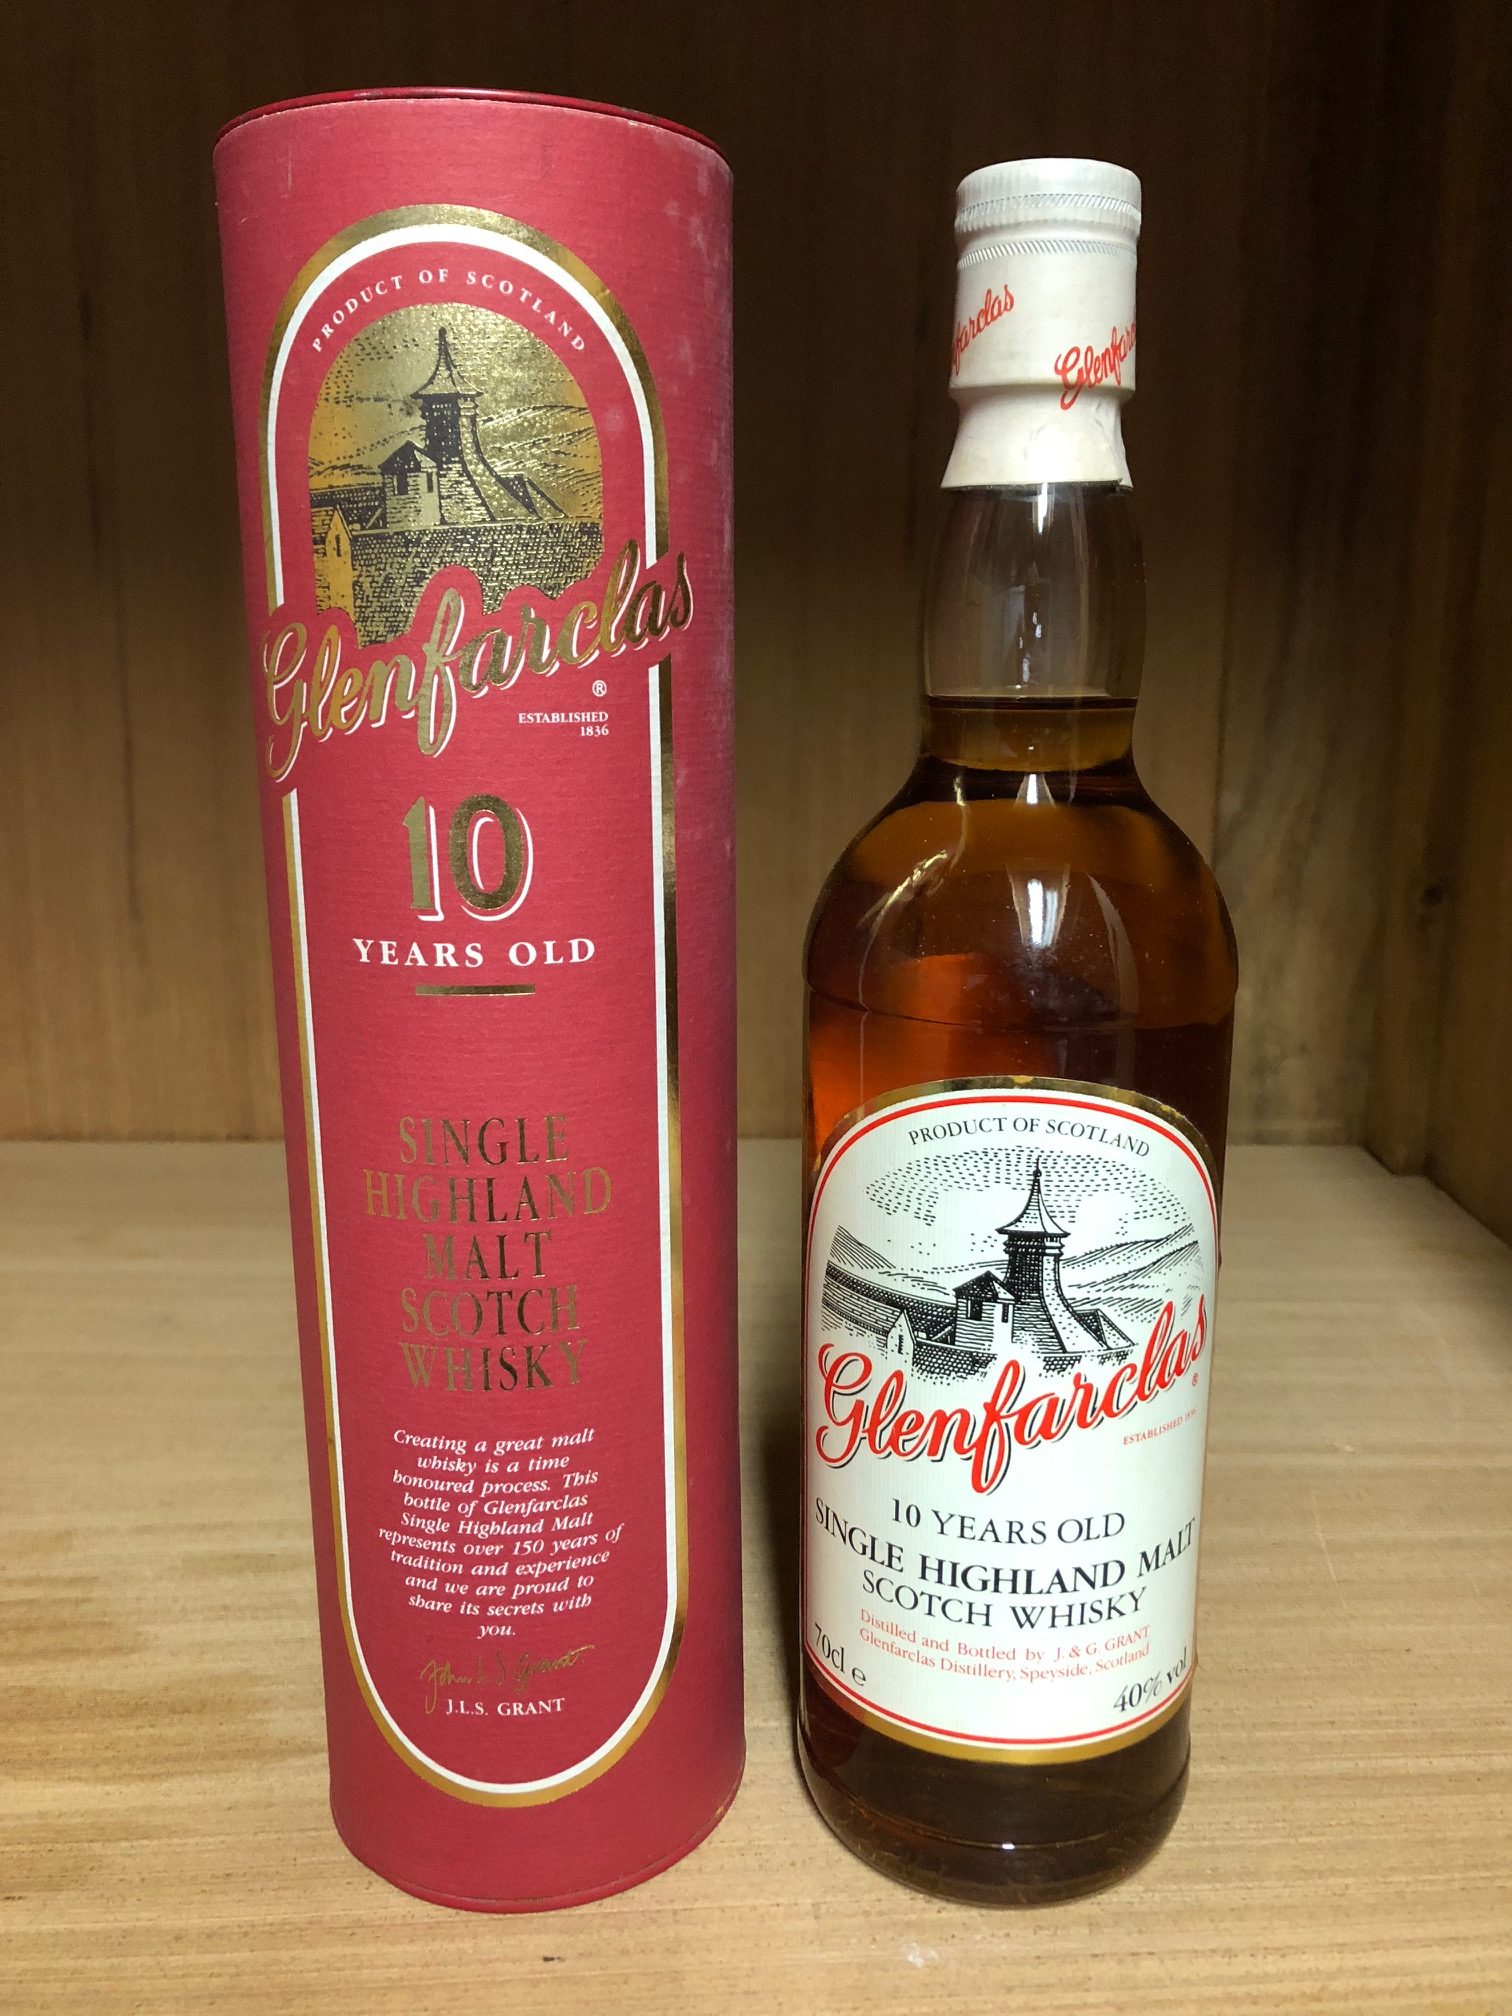 PRODUCT OF SCOTLAND
Glenfarclas
®
ESTABLISHED
1836
10
YEARS OLD
SINGLE
HIGHLAND
MALT
SCOTCH
WHISKY
Creating a great malt
whisky is a time
honoured process. This
bottle of Glenfarclas
Single Highland Malt
represents over 150 years of
tradition and experience
and we are proud to
share its secrets with
you.
John L S Grant
J.L.S. GRANT
Glenfarclas
PRODUCT OF SCOTLAND
Glenfarclas
®
ESTABLISHED 1836
10 YEARS OLD
SINGLE HIGHLAND MALT
SCOTCH WHISKY
Distilled and Bottled by J. & G. GRANT
Glenfarclas Distillery, Speyside, Scotland
70cl e
40% vol